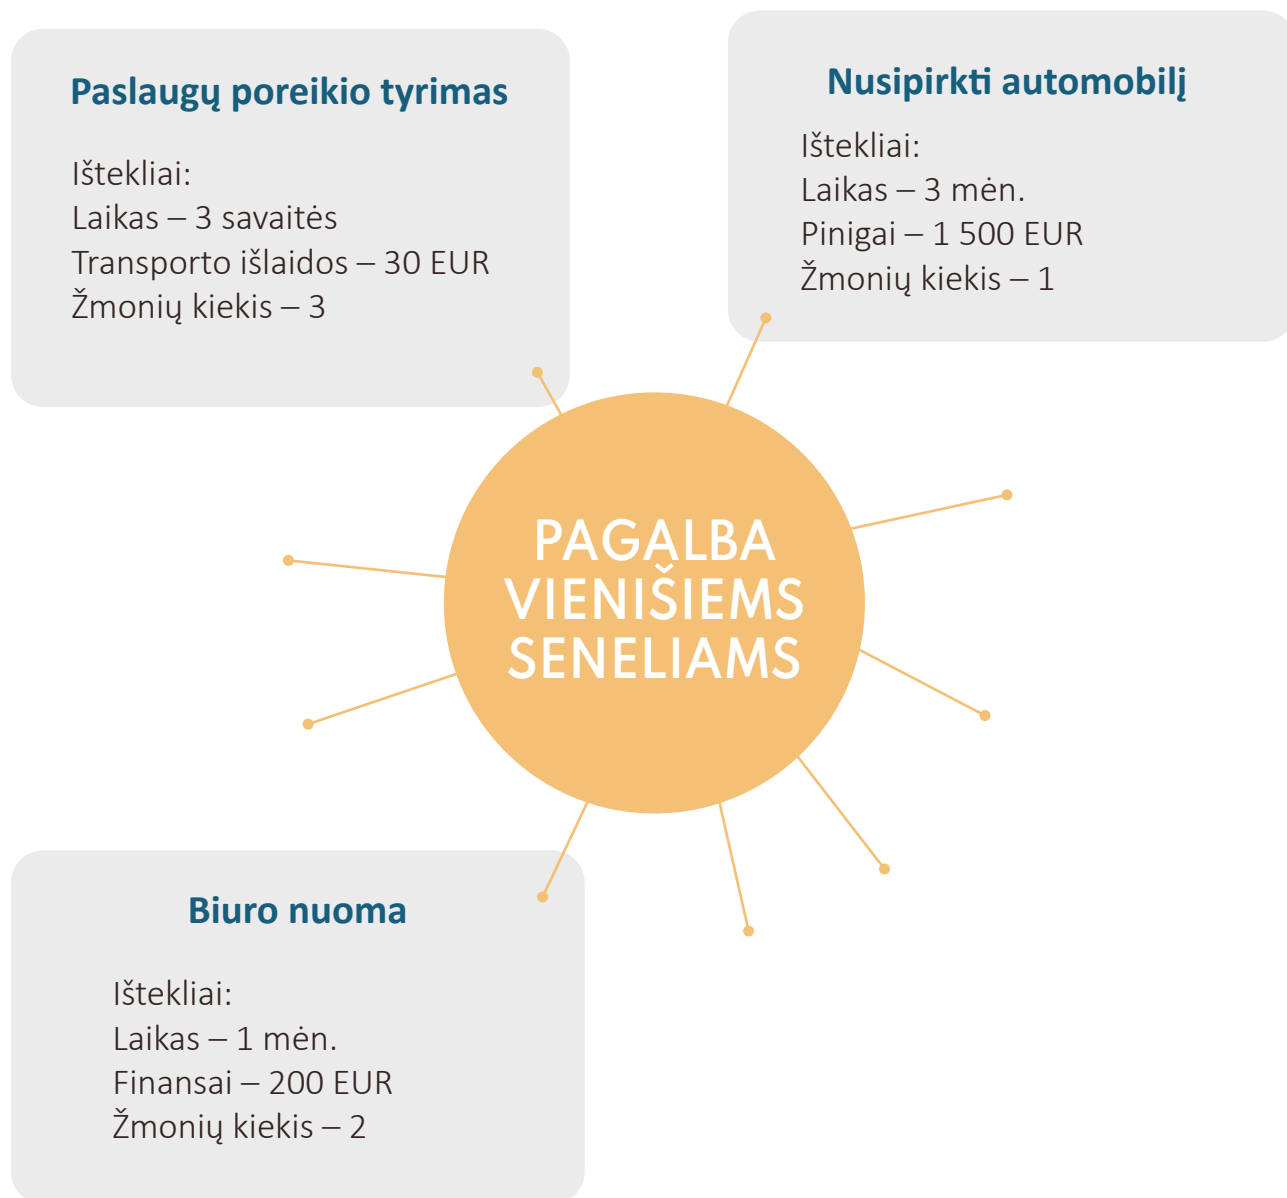 Paslaugų poreikio tyrimas
Ištekliai:
Laikas – 3 savaitės
Transporto išlaidos – 30 EUR
Žmonių kiekis – 3
Nusipirkti automobilį
Ištekliai:
Laikas – 3 mėn.
Pinigai – 1 500 EUR
Žmonių kiekis – 1
PAGALBA
VIENIŠIEMS
SENELIAMS
Biuro nuoma
Ištekliai:
Laikas – 1 mėn.
Finansai – 200 EUR
Žmonių kiekis – 2